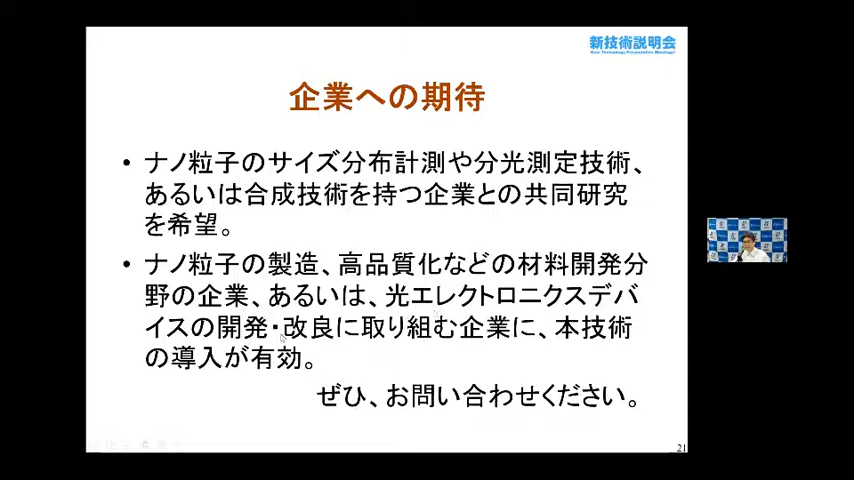 新技術説明会
New Technology Presentation Meetings!
企業への期待
• ナノ粒子のサイズ分布計測や分光測定技術、
あるいは合成技術を持つ企業との共同研究
を希望。
• ナノ粒子の製造、高品質化などの材料開発分
野の企業、あるいは、光エレクトロニクスデバ
イスの開発・改良に取り組む企業に、本技術
の導入が有効。
ぜひ、お問い合わせください。
21